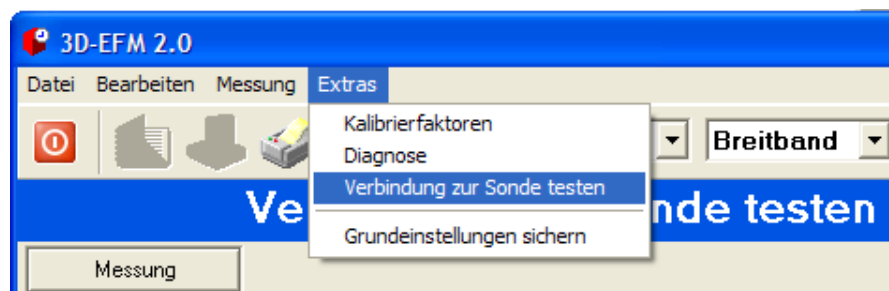 3D-EFM 2.0
Datei Bearbeiten Messung Extras
Kalibrierfaktoren
Diagnose
Verbindung zur Sonde testen
Grundeinstellungen sichern
Breitband
Ve nde testen
Messung